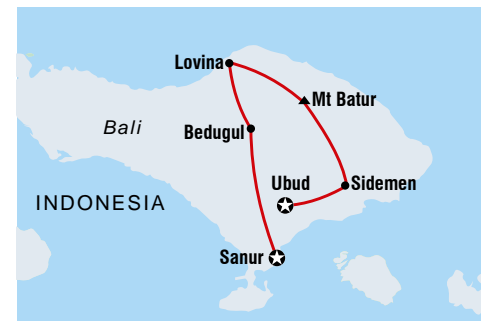 Lovina
Mt Batur
Bali
Bedugul
Ubud
Sidemen
INDONESIA
Sanur